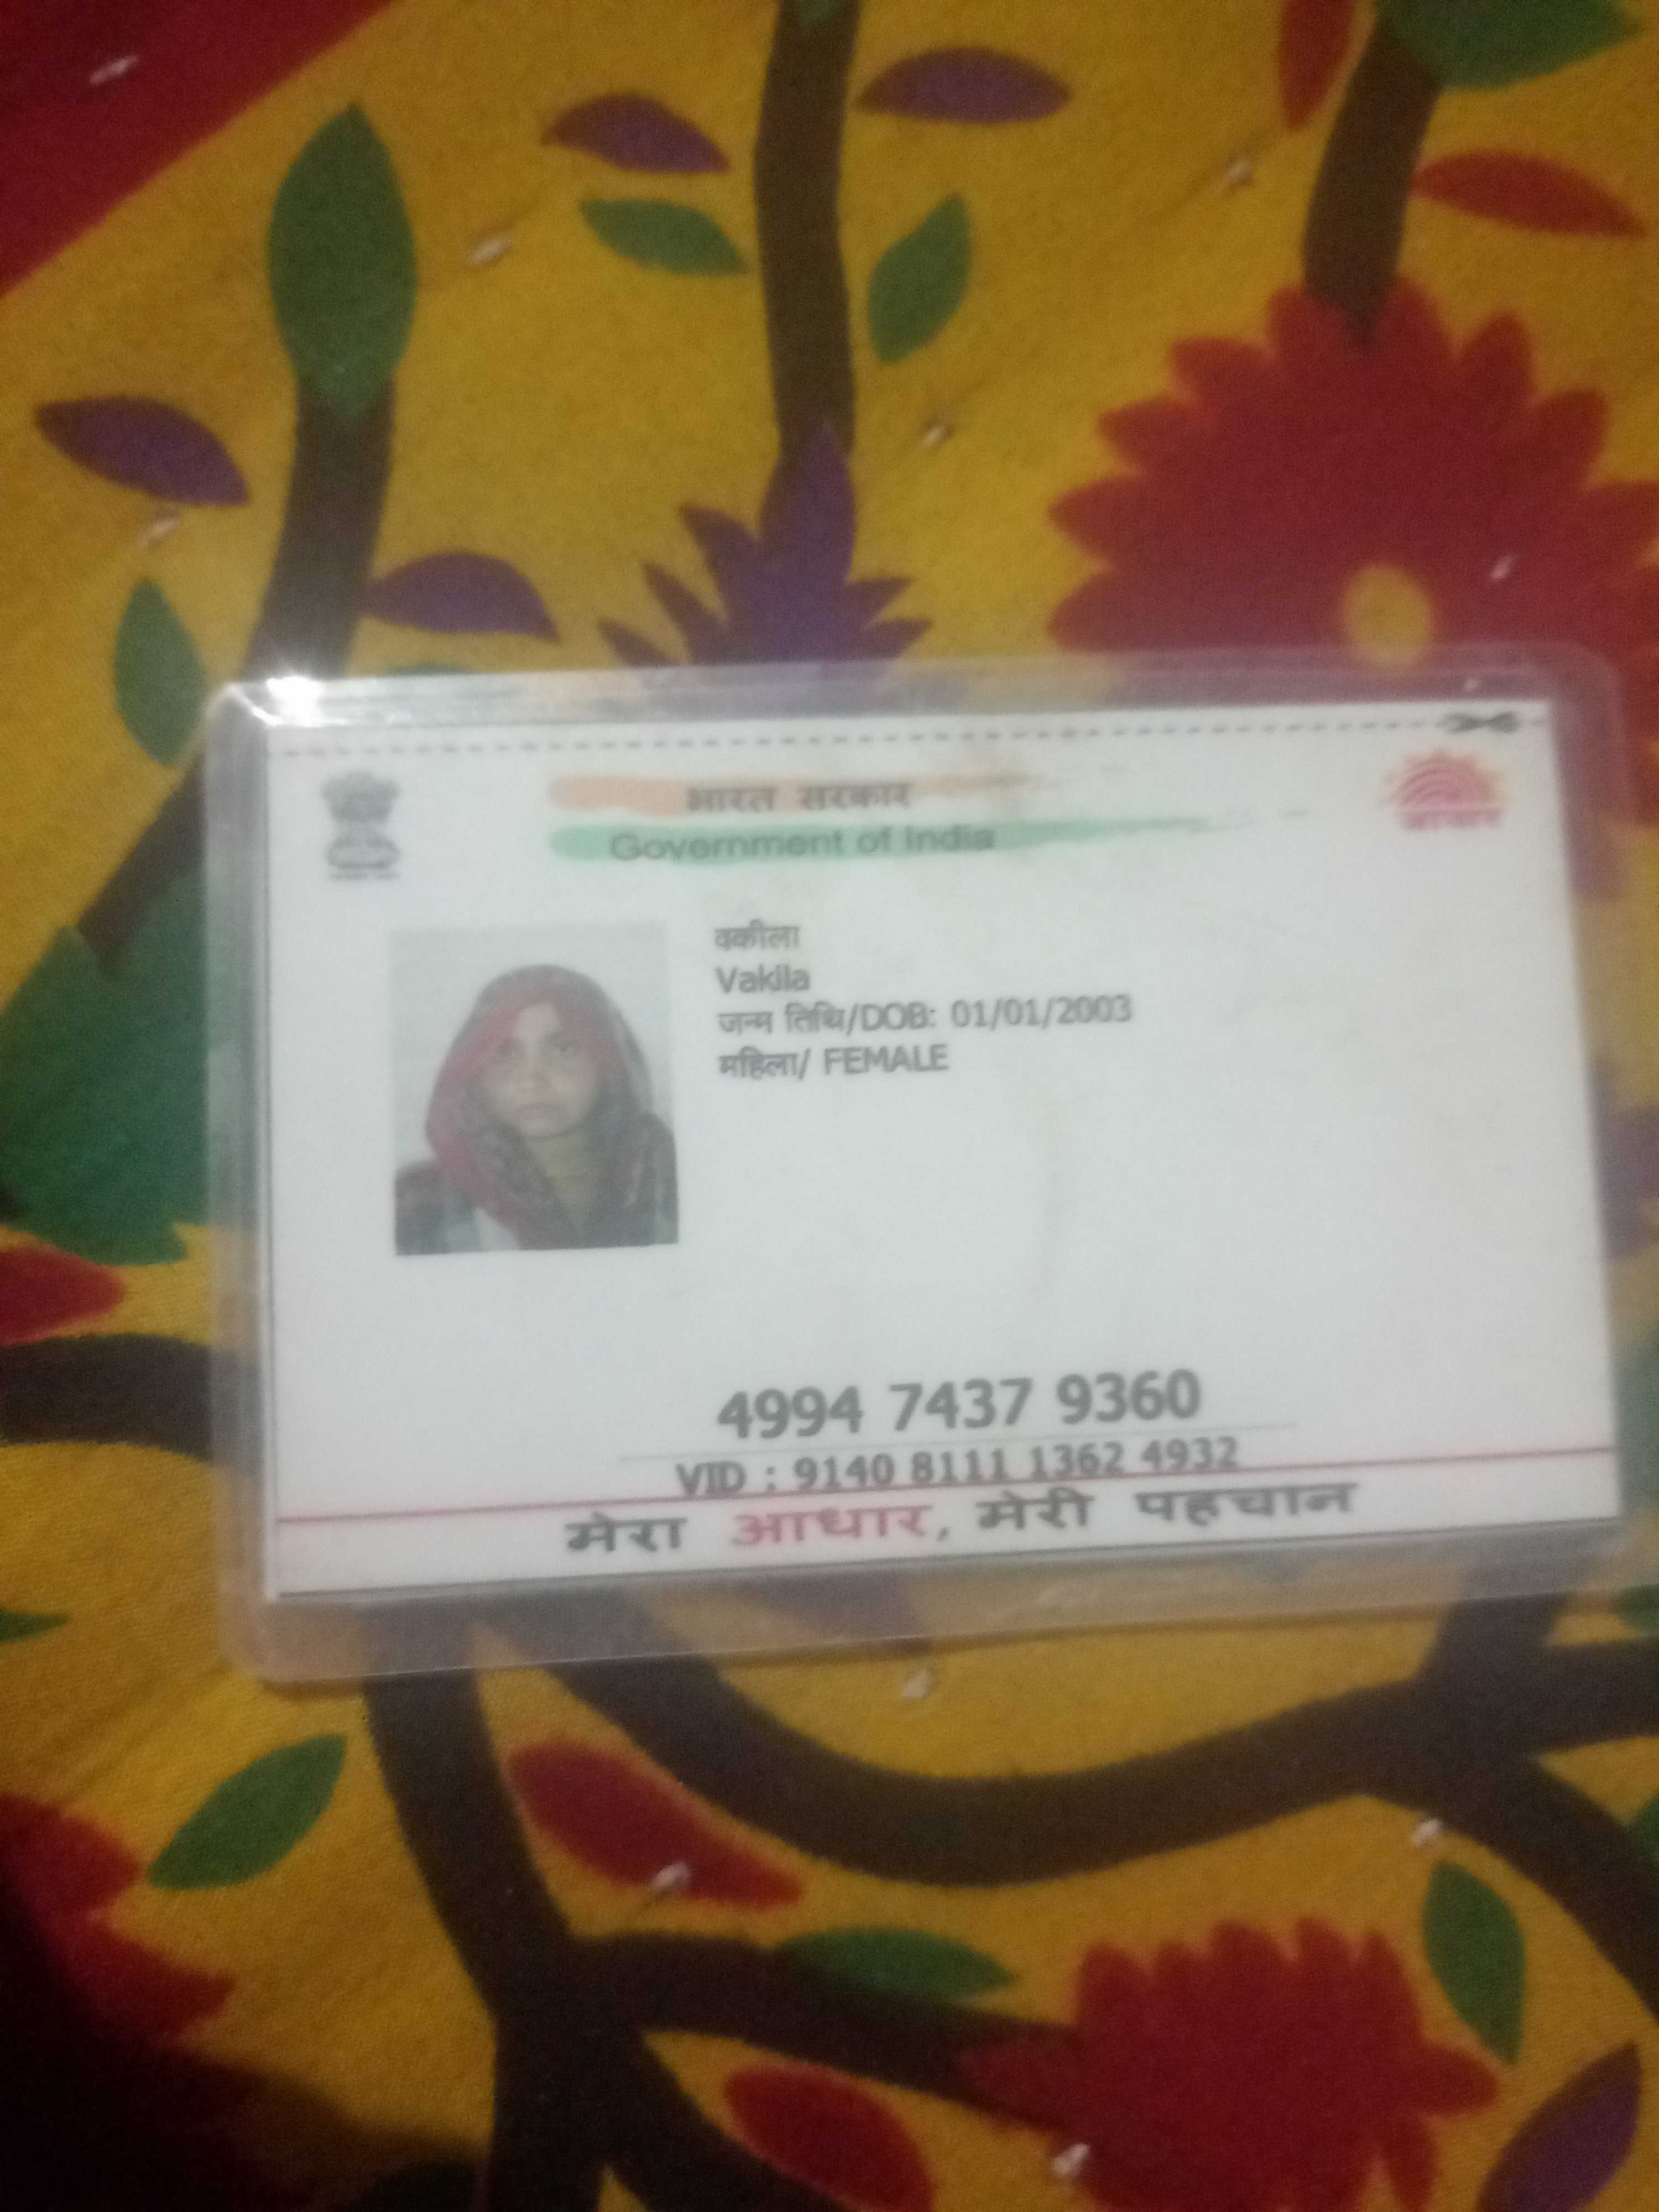 भारत सरकार
Government of India
आधार
वकीला
Vakila
जन्म तिथि/DOB: 01/01/2003
महिला/ FEMALE
4994 7437 9360
VID : 9140 8111 1362 4932
मेरा आधार, मेरी पहचान